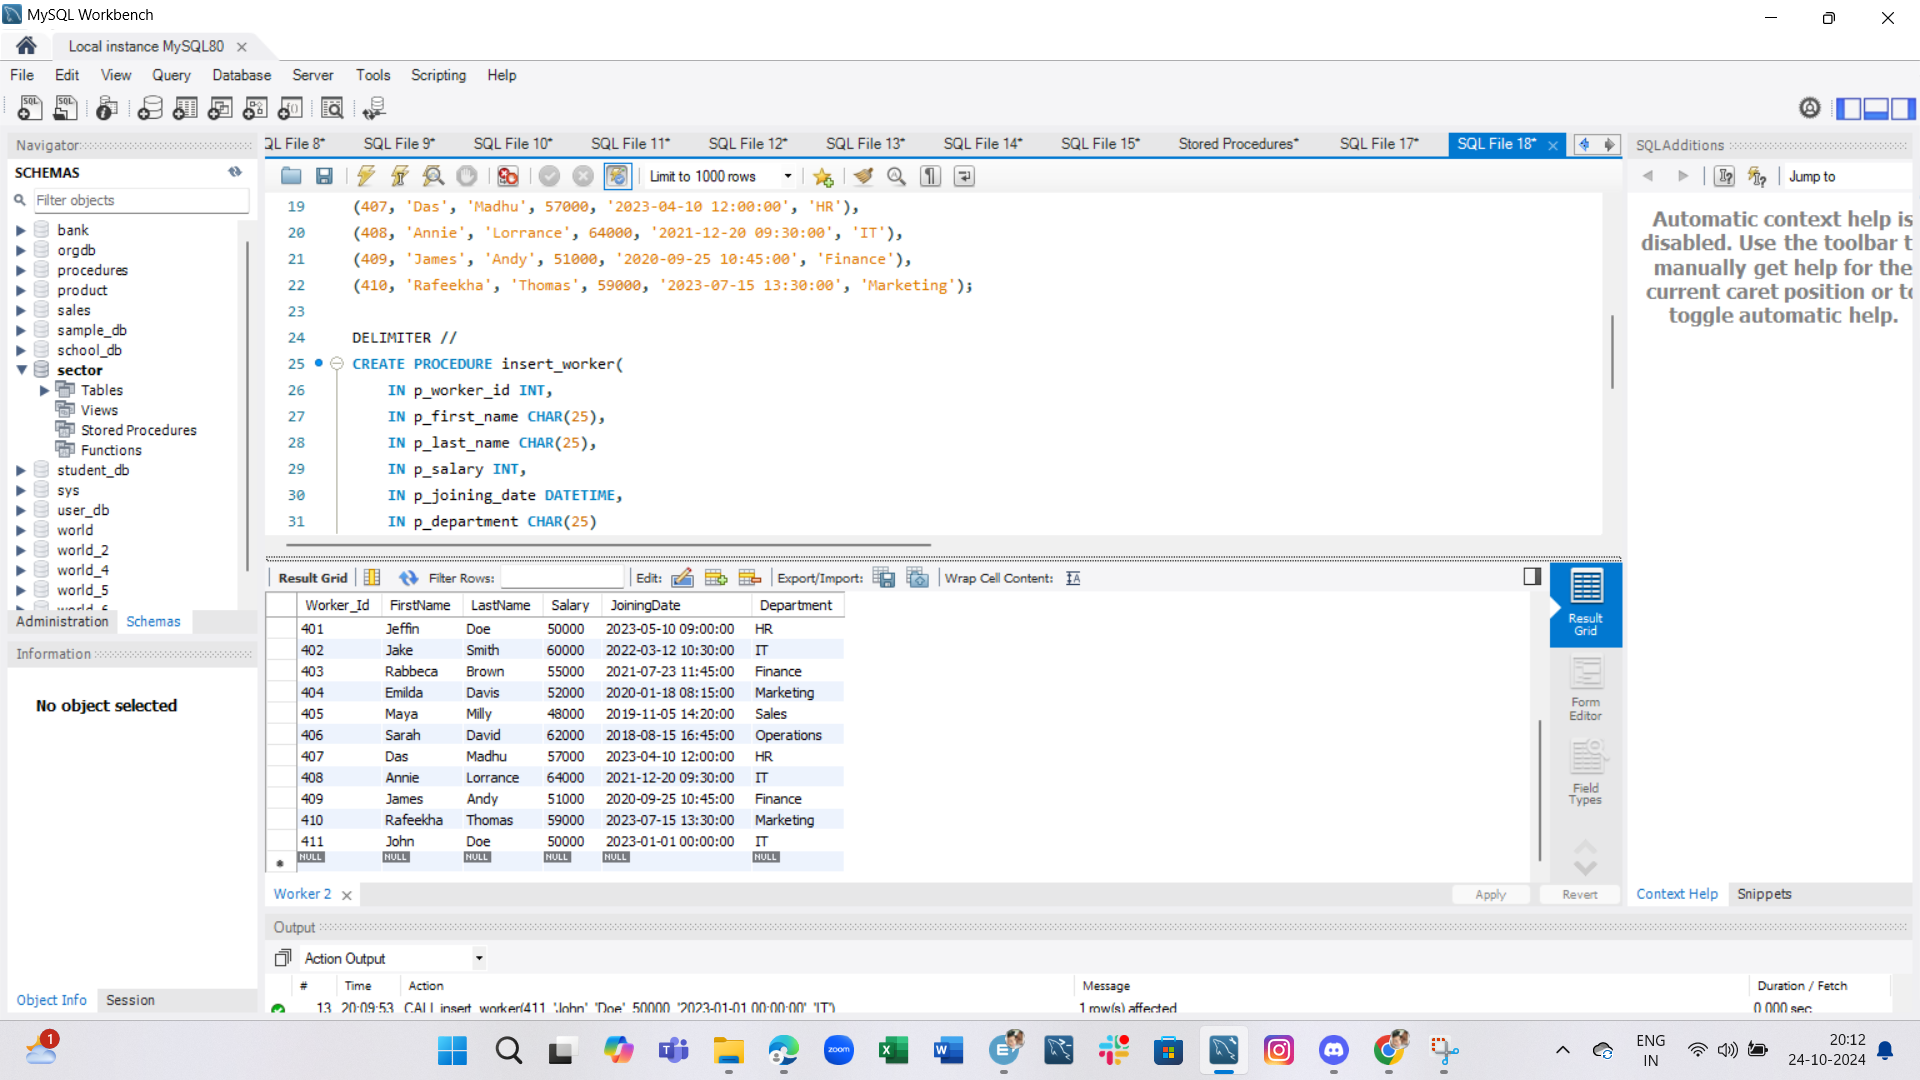 MySQL Workbench
Local instance MySQL80
File Edit View Query Database Server Tools Scripting Help
Navigator
QL File 8* SQL File 9* SQL File 10* SQL File 11* SQL File 12* SQL File 13* SQL File 14* SQL File 15* Stored Procedures* SQL File 17* SQL File 18*
SQLAdditions
SCHEMAS
Limit to 1000 rows
Jump to
Filter objects
bank
orgdb
procedures
product
sales
sample_db
school_db
sector
Tables
Views
Stored Procedures
Functions
student_db
sys
user_db
world
world_2
world_4
world_5
world_6
Administration Schemas
Information
No object selected
Object Info Session
19 (407, 'Das', 'Madhu', 57000, '2023-04-10 12:00:00', 'HR'),
20 (408, 'Annie', 'Lorrance', 64000, '2021-12-20 09:30:00', 'IT'),
21 (409, 'James', 'Andy', 51000, '2020-09-25 10:45:00', 'Finance'),
22 (410, 'Rafeekha', 'Thomas', 59000, '2023-07-15 13:30:00', 'Marketing');
23
24 DELIMITER //
25 CREATE PROCEDURE insert_worker(
26 IN p_worker_id INT,
27 IN p_first_name CHAR(25),
28 IN p_last_name CHAR(25),
29 IN p_salary INT,
30 IN p_joining_date DATETIME,
31 IN p_department CHAR(25)
Automatic context help is
disabled. Use the toolbar t
manually get help for the
current caret position or to
toggle automatic help.
Result Grid Filter Rows: Edit: Export/Import: Wrap Cell Content:
Worker_Id FirstName LastName Salary JoiningDate Department
401 Jeffin Doe 50000 2023-05-10 09:00:00 HR
402 Jake Smith 60000 2022-03-12 10:30:00 IT
403 Rabbeca Brown 55000 2021-07-23 11:45:00 Finance
404 Emilda Davis 52000 2020-01-18 08:15:00 Marketing
405 Maya Milly 48000 2019-11-05 14:20:00 Sales
406 Sarah David 62000 2018-08-15 16:45:00 Operations
407 Das Madhu 57000 2023-04-10 12:00:00 HR
408 Annie Lorrance 64000 2021-12-20 09:30:00 IT
409 James Andy 51000 2020-09-25 10:45:00 Finance
410 Rafeekha Thomas 59000 2023-07-15 13:30:00 Marketing
411 John Doe 50000 2023-01-01 00:00:00 IT
NULL NULL NULL NULL NULL NULL
Result
Grid
Form
Editor
Field
Types
Worker 2
Apply Revert
Context Help Snippets
Output
Action Output
# Time Action Message Duration / Fetch
13 20:09:53 CALL insert_worker(411, 'John', 'Doe', 50000, '2023-01-01 00:00:00', 'IT') 1 row(s) affected 0.000 sec
1
zoom
ENG
IN
20:12
24-10-2024